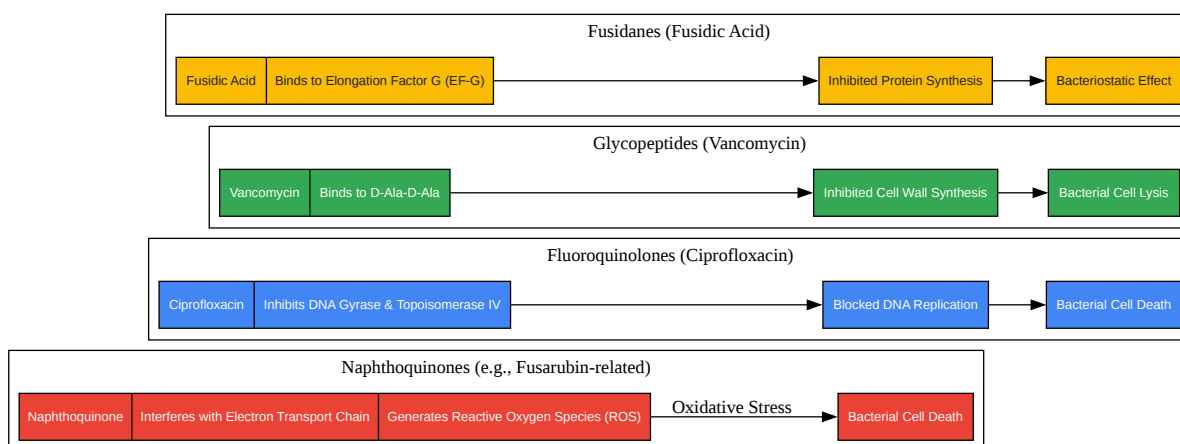 Fusidanes (Fusidic Acid)
Fusidic Acid Binds to Elongation Factor G (EF-G) Inhibited Protein Synthesis Bacteriostatic Effect
Glycopeptides (Vancomycin)
Vancomycin Binds to D-Ala-D-Ala Inhibited Cell Wall Synthesis Bacterial Cell Lysis
Fluoroquinolones (Ciprofloxacin)
Ciprofloxacin Inhibits DNA Gyrase & Topoisomerase IV Blocked DNA Replication Bacterial Cell Death
Naphthoquinones (e.g., Fusarubin-related)
Naphthoquinone Interferes with Electron Transport Chain Generates Reactive Oxygen Species (ROS) Oxidative Stress Bacterial Cell Death